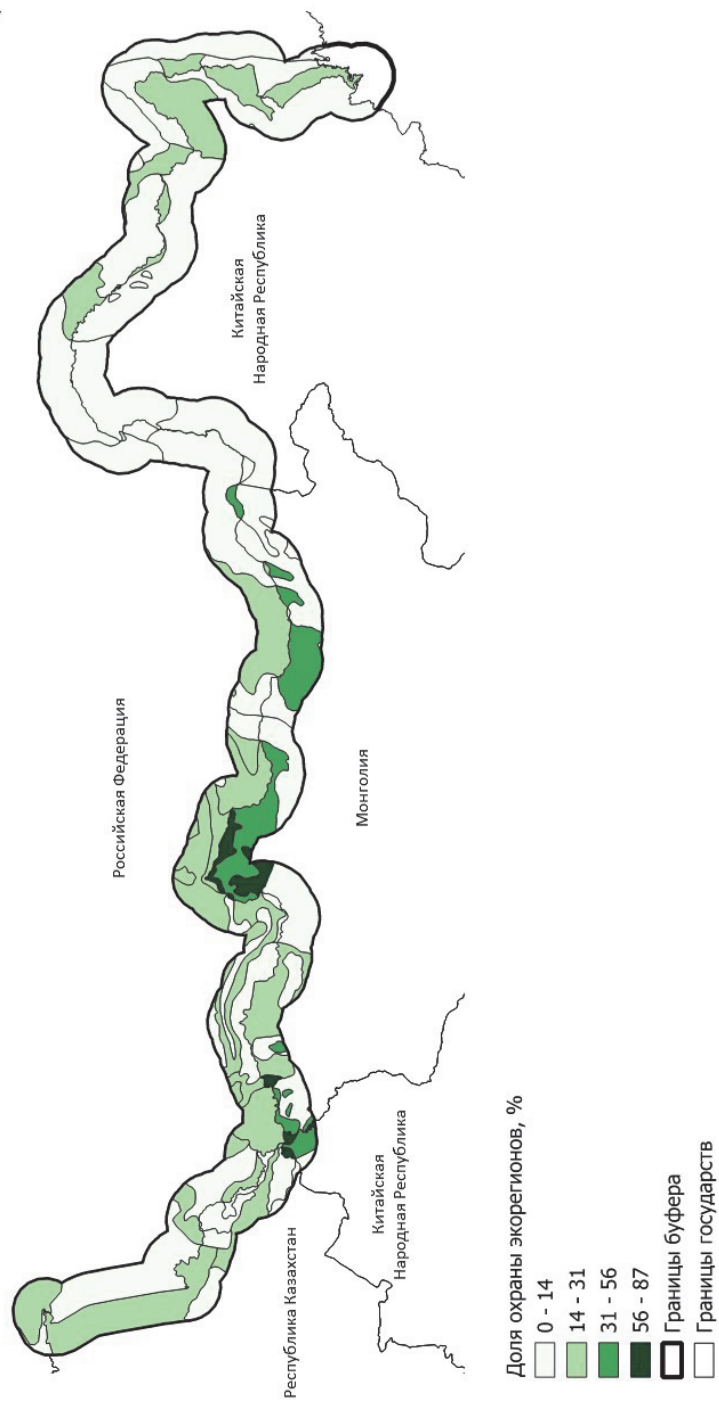 Российская Федерация
Китайская
Народная Республика
Монголия
Республика Казахстан
Китайская
Народная Республика
Доля охраны экорегионов, %
0 - 14
14 - 31
31 - 56
56 - 87
Границы буфера
Границы государств